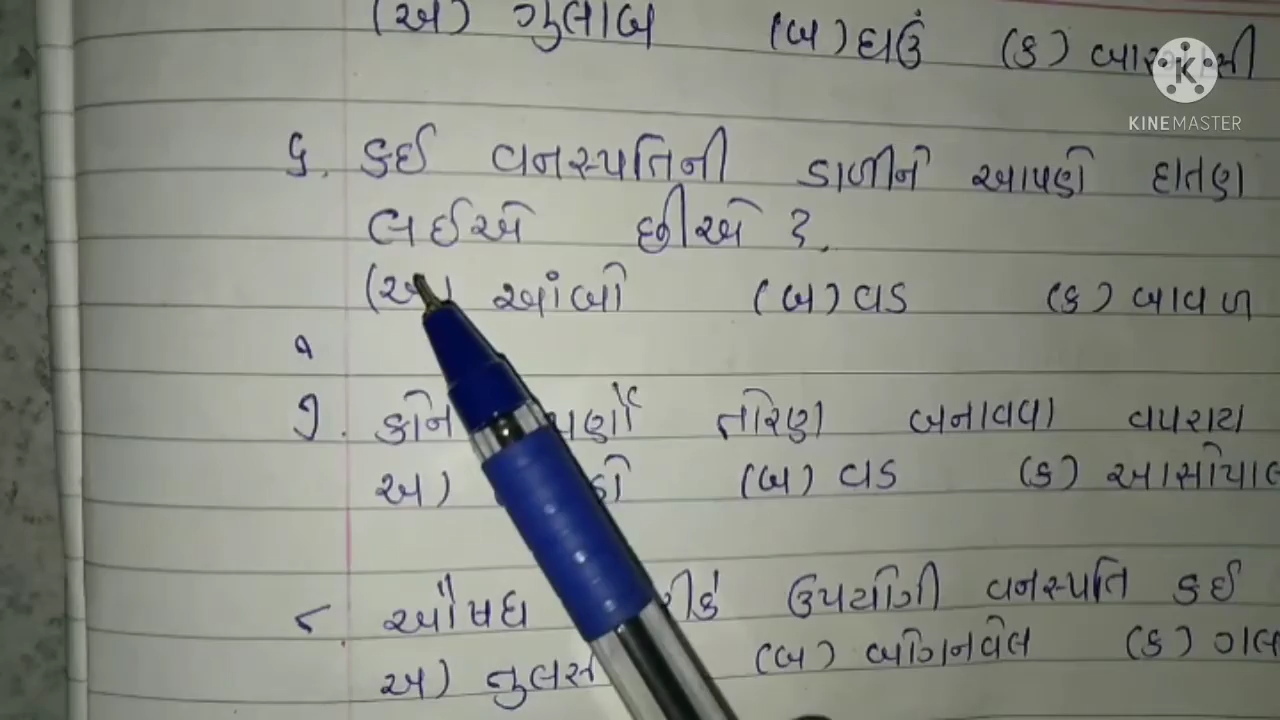 (અ) ગુલાબ (બ) ઘઉં (ક)
KINEMASTER
૬. કઈ વનસ્પતિની ડાળીને આપણે દાતણ
લઈએ છીએ ?.
(અ) આંબો (બ) વડ (ક) બાવળ
૧
૭. તોરણ બનાવવા વપરાય
અ) (બ) વડ (ક)
૮ ઔષધ ઉપયોગી વનસ્પતિ કઈ
અ) (બ) બોગનવેલ (ક)